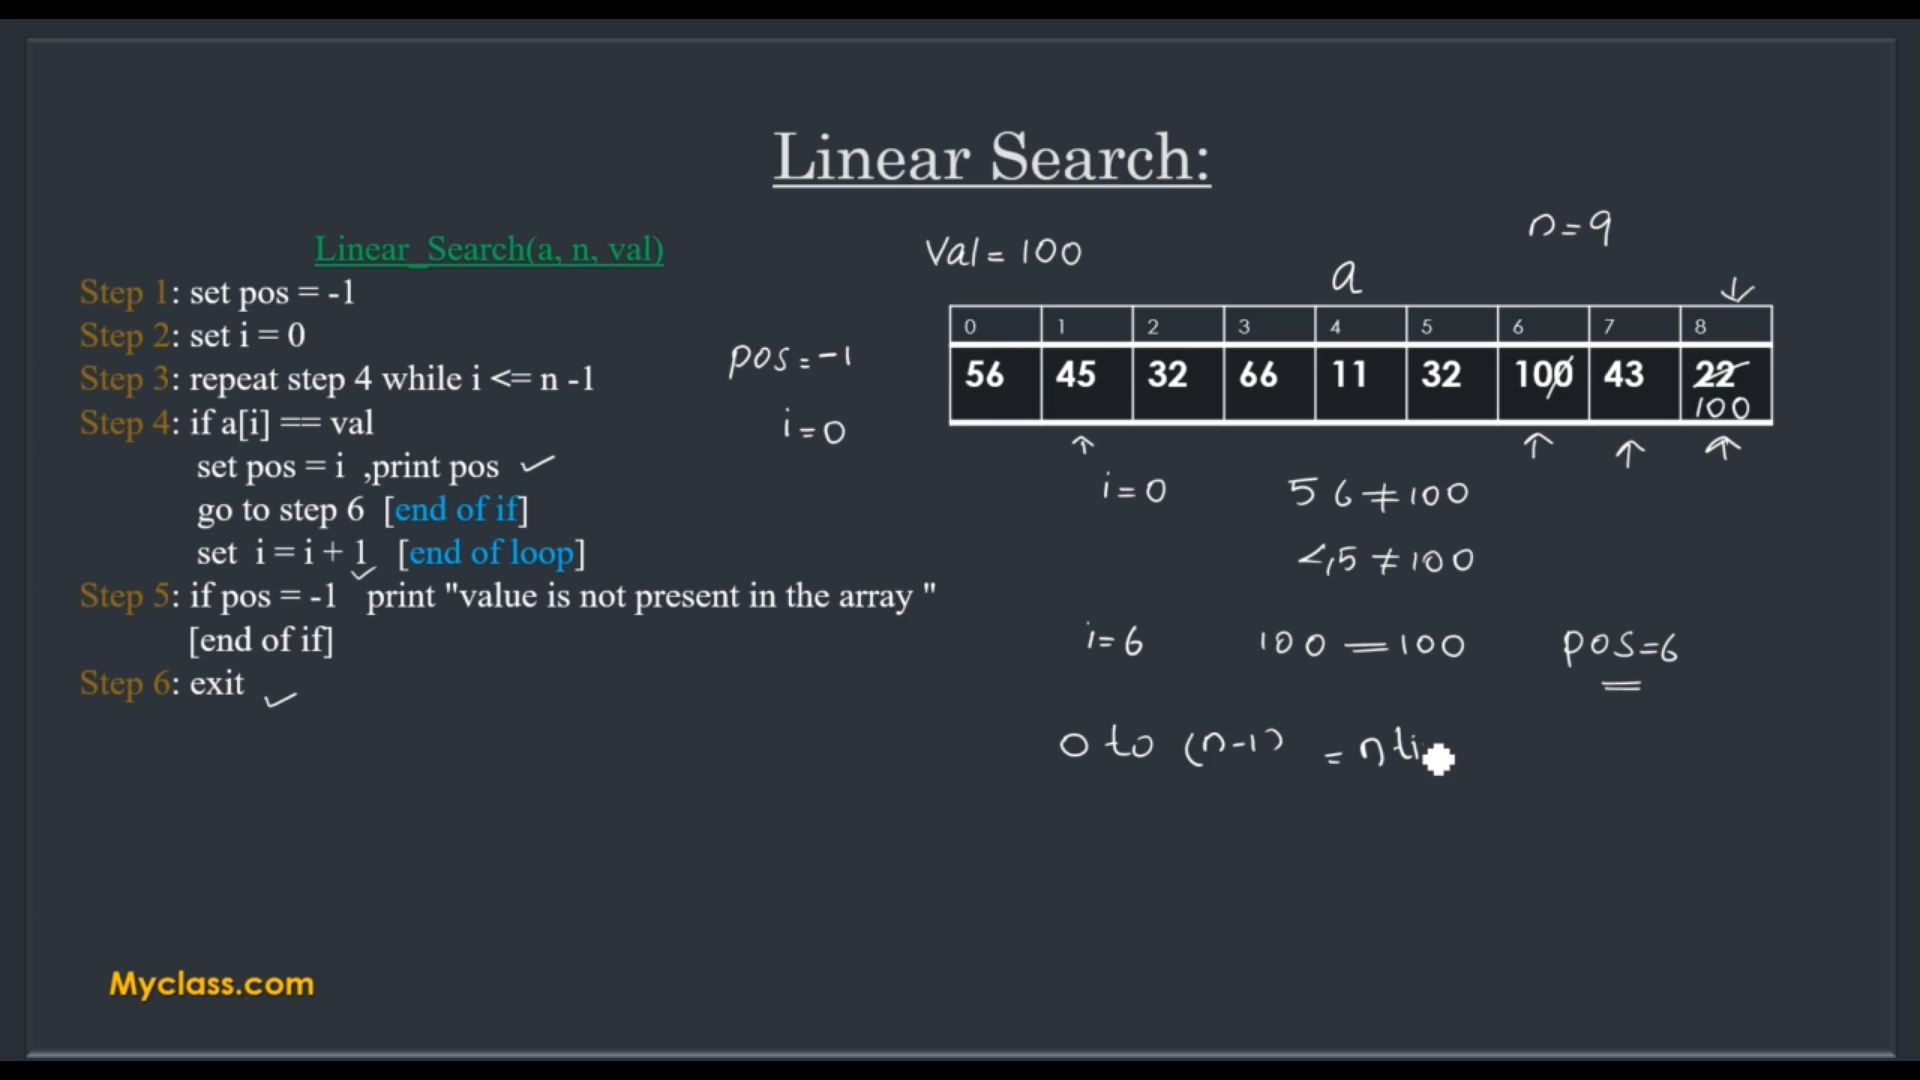 Linear Search:
Linear_Search(a, n, val)
Step 1: set pos = -1
Step 2: set i = 0
Step 3: repeat step 4 while i <= n -1
Step 4: if a[i] == val
set pos = i ,print pos ✓
go to step 6 [end of if]
set i = i + 1 [end of loop]
Step 5: if pos = -1 print "value is not present in the array "
[end of if]
Step 6: exit ✓
Val = 100
n = 9
a
pos = -1
i = 0
0 1 2 3 4 5 6 7 8
56 45 32 66 11 32 100 43 22
100
i = 0 56 ≠ 100
45 ≠ 100
i = 6 100 = 100 pos = 6
0 to (n-1) = n ti
Myclass.com